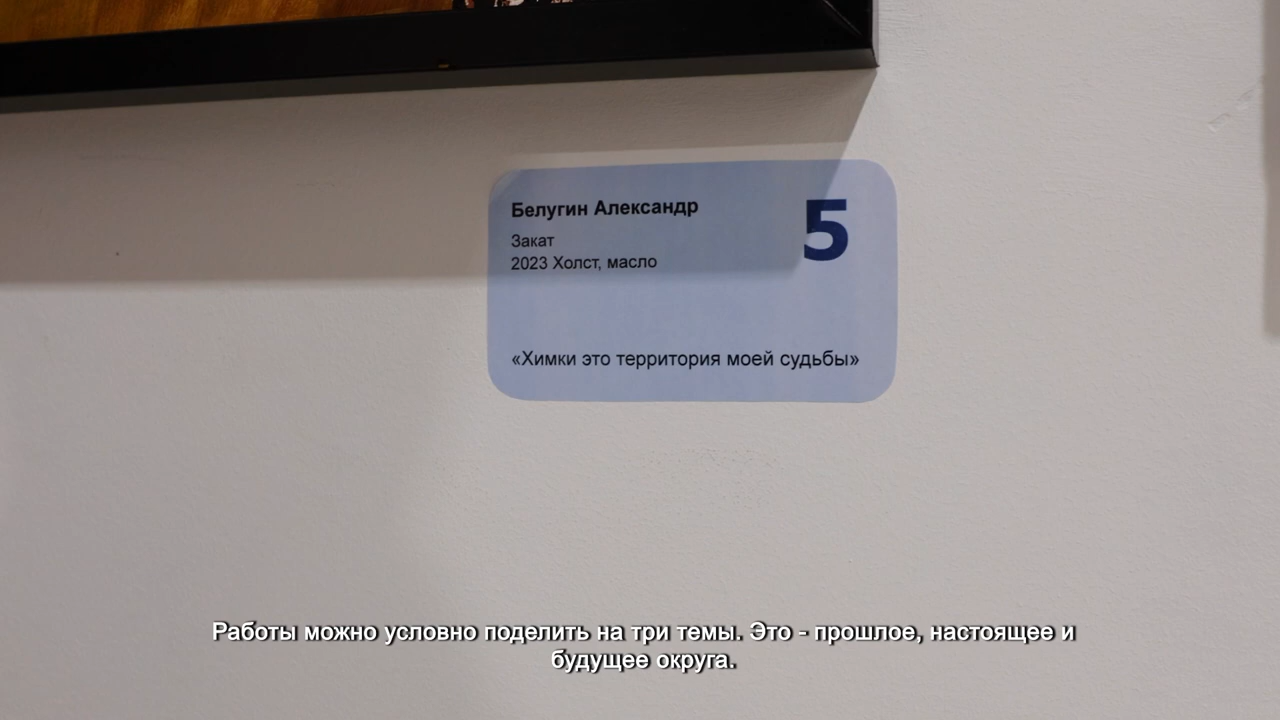 Белугин Александр
5
Закат
2023 Холст, масло
«Химки это территория моей судьбы»
Работы можно условно поделить на три темы. Это - прошлое, настоящее и
будущее округа.